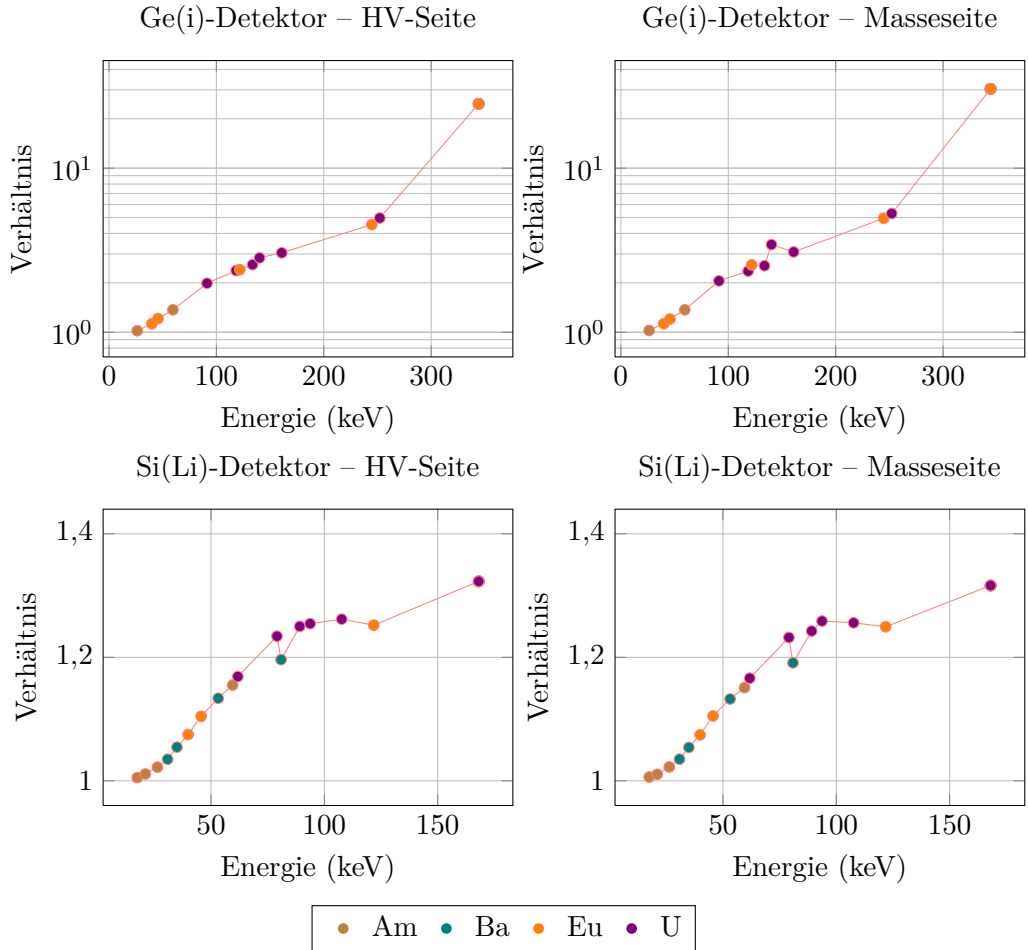 Ge(i)-Detektor – HV-Seite
10^1
10^0
Verhältnis
0 100 200 300
Energie (keV)
Ge(i)-Detektor – Masseseite
10^1
10^0
Verhältnis
0 100 200 300
Energie (keV)
Si(Li)-Detektor – HV-Seite
1,4
1,2
1
Verhältnis
50 100 150
Energie (keV)
Si(Li)-Detektor – Masseseite
1,4
1,2
1
Verhältnis
50 100 150
Energie (keV)
Am Ba Eu U